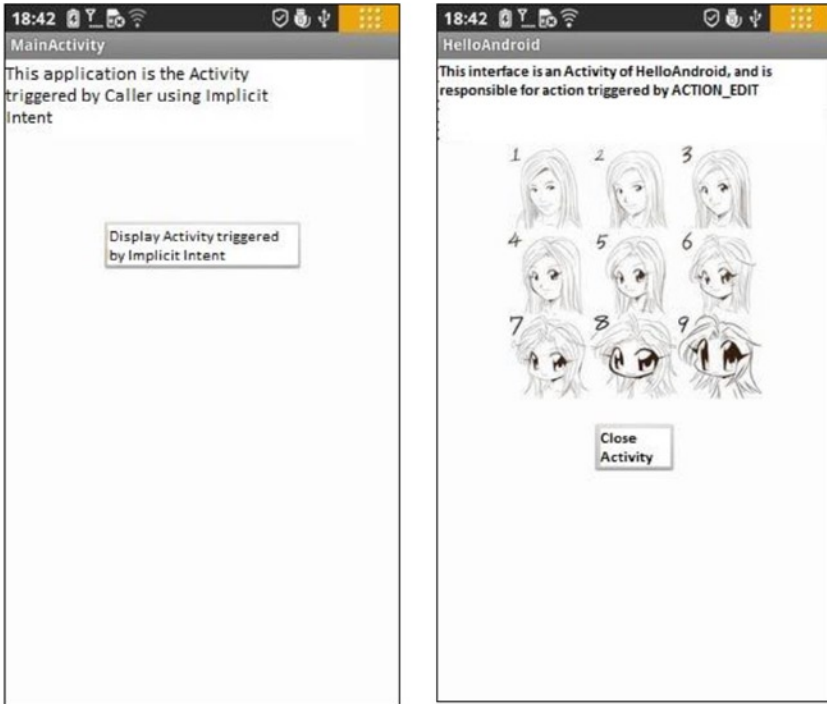 18:42
MainActivity
This application is the Activity
triggered by Caller using Implicit
Intent
Display Activity triggered
by Implicit Intent
18:42
HelloAndroid
This interface is an Activity of HelloAndroid, and is
responsible for action triggered by ACTION_EDIT
1 2 3
4 5 6
7 8 9
Close
Activity